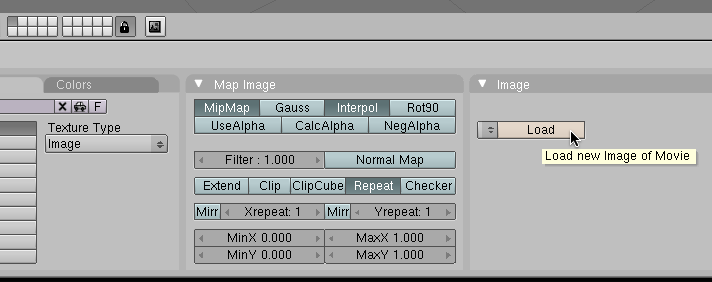 Colors
Map Image
Image
X F
MipMap Gauss Interpol Rot90
UseAlpha CalcAlpha NegAlpha
Texture Type
Image
Load
Load new Image of Movie
Filter : 1.000 Normal Map
Extend Clip ClipCube Repeat Checker
Mirr Xrepeat: 1 Mirr Yrepeat: 1
MinX 0.000 MaxX 1.000
MinY 0.000 MaxY 1.000